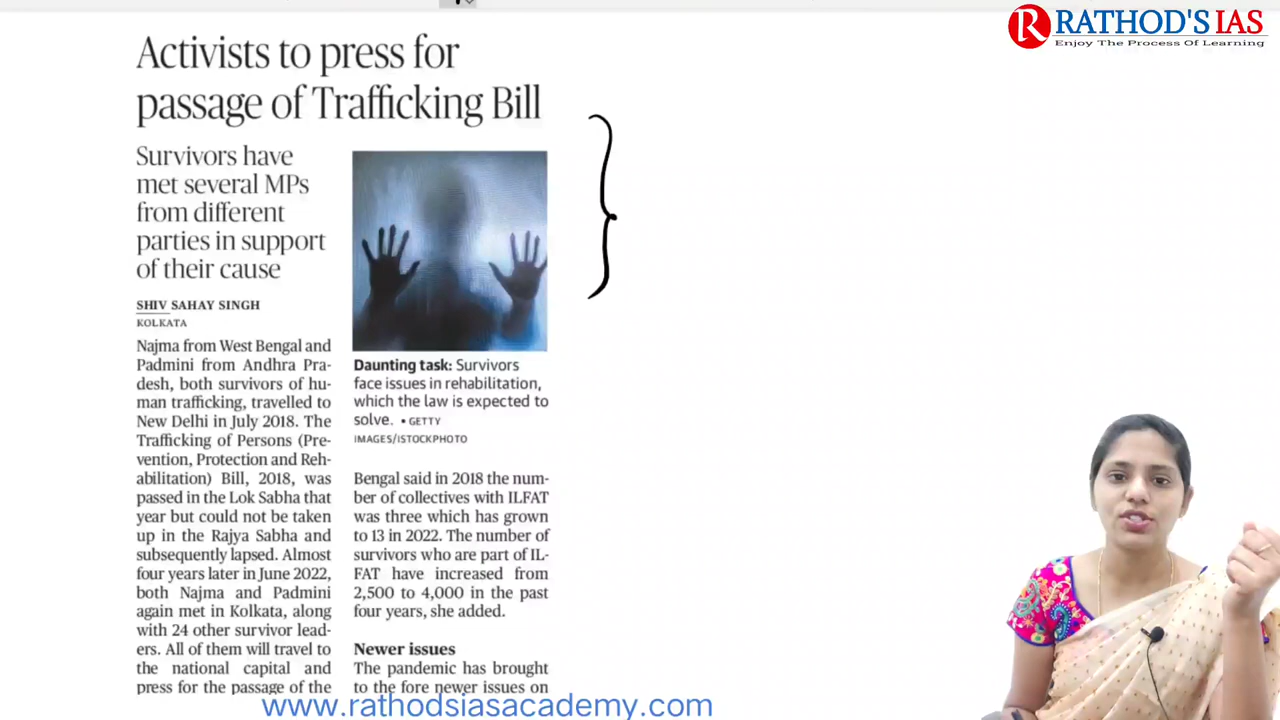 RATHOD'S IAS
Enjoy The Process Of Learning
Activists to press for
passage of Trafficking Bill
Survivors have
met several MPs
from different
parties in support
of their cause
SHIV SAHAY SINGH
KOLKATA
Najma from West Bengal and
Padmini from Andhra Pra-
desh, both survivors of hu-
man trafficking, travelled to
New Delhi in July 2018. The
Trafficking of Persons (Pre-
vention, Protection and Reh-
abilitation) Bill, 2018, was
passed in the Lok Sabha that
year but could not be taken
up in the Rajya Sabha and
subsequently lapsed. Almost
four years later in June 2022,
both Najma and Padmini
again met in Kolkata, along
with 24 other survivor lead-
ers. All of them will travel to
the national capital and
press for the passage of the
Daunting task: Survivors
face issues in rehabilitation,
which the law is expected to
solve. • GETTY
IMAGES/ISTOCKPHOTO
Bengal said in 2018 the num-
ber of collectives with ILFAT
was three which has grown
to 13 in 2022. The number of
survivors who are part of IL-
FAT have increased from
2,500 to 4,000 in the past
four years, she added.
Newer issues
The pandemic has brought
to the fore newer issues on
www.rathodsiasacademy.com